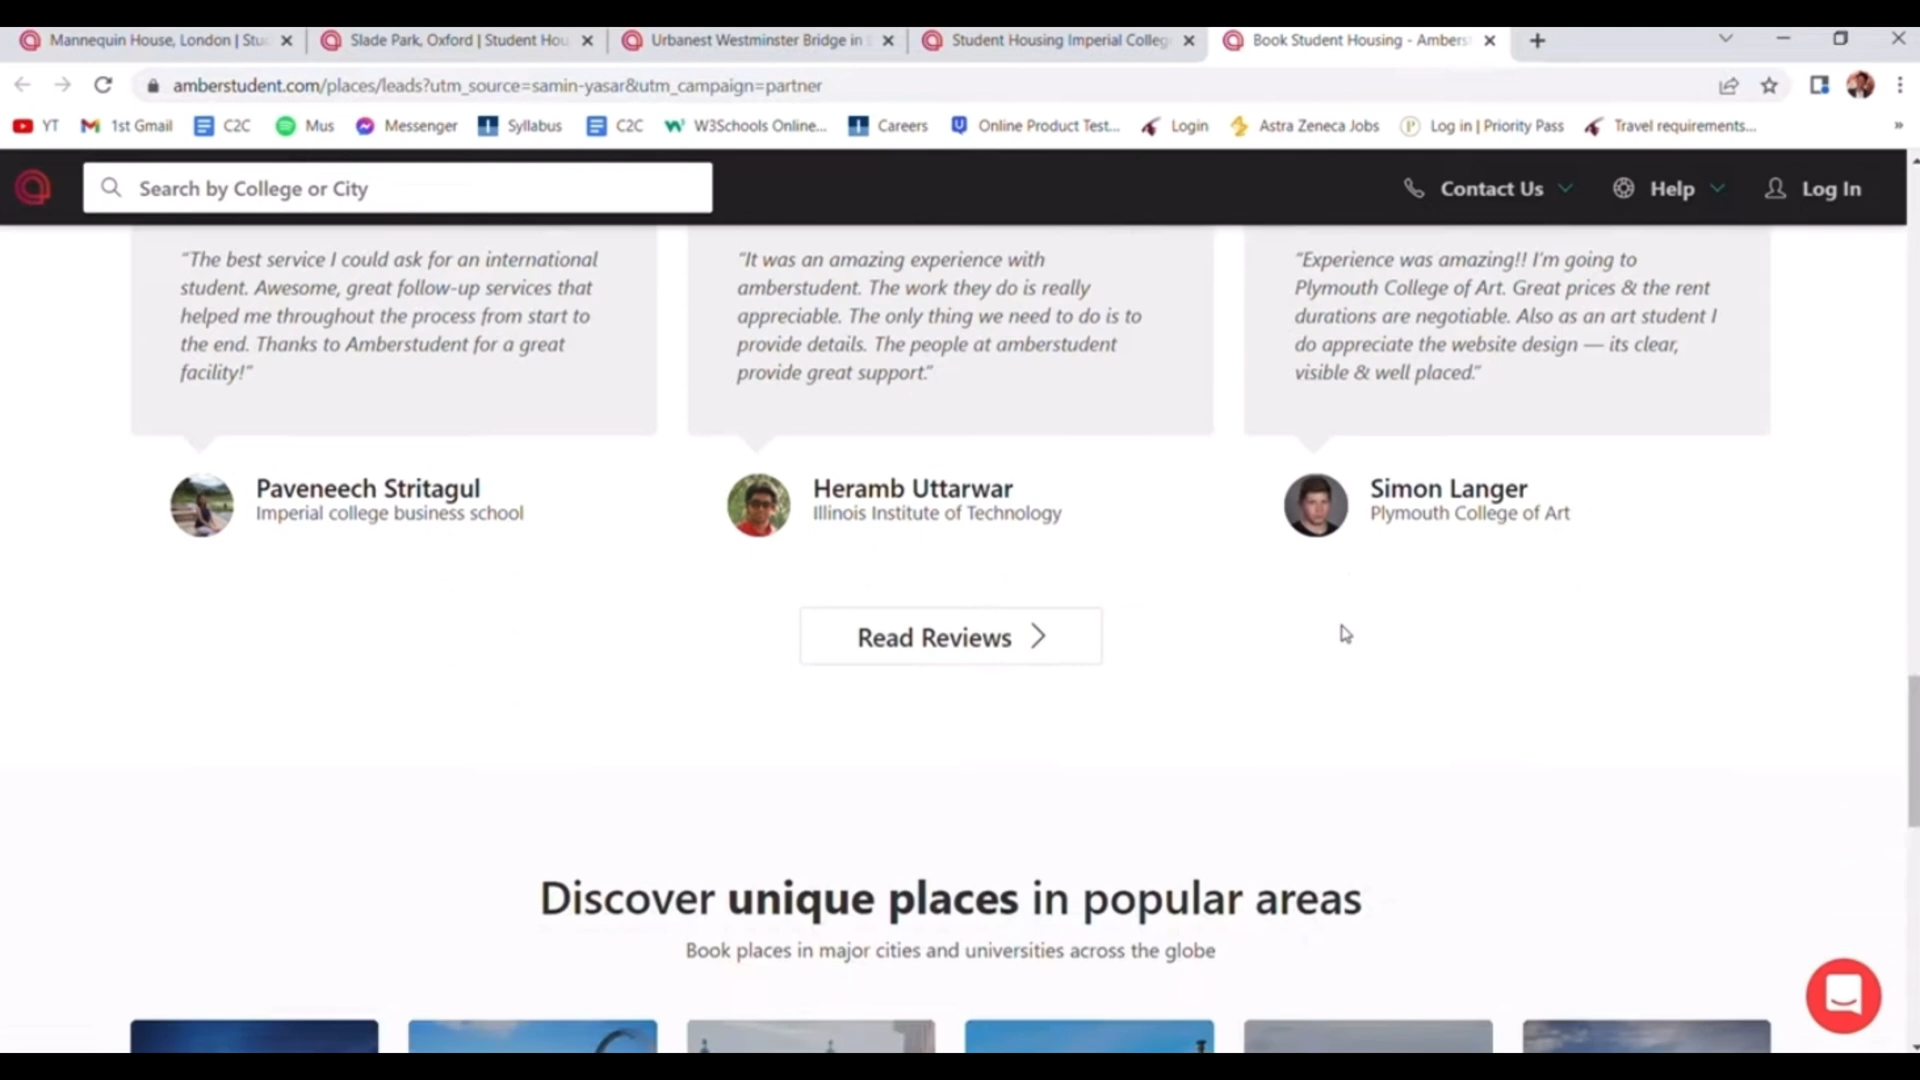 Mannequin House, London | Stu
Slade Park, Oxford | Student Hou
Urbanest Westminster Bridge in
Student Housing Imperial Colleg
Book Student Housing - Amberst
amberstudent.com/places/leads?utm_source=samin-yasar&utm_campaign=partner
YT
1st Gmail
C2C
Mus
Messenger
Syllabus
C2C
W3Schools Online...
Careers
Online Product Test...
Login
Astra Zeneca Jobs
Log in | Priority Pass
Travel requirements...
»
Search by College or City
Contact Us
Help
Log In
“The best service I could ask for an international
student. Awesome, great follow-up services that
helped me throughout the process from start to
the end. Thanks to Amberstudent for a great
facility!”
Paveneech Stritagul
Imperial college business school
“It was an amazing experience with
amberstudent. The work they do is really
appreciable. The only thing we need to do is to
provide details. The people at amberstudent
provide great support.”
Heramb Uttarwar
Illinois Institute of Technology
“Experience was amazing!! I'm going to
Plymouth College of Art. Great prices & the rent
durations are negotiable. Also as an art student I
do appreciate the website design — its clear,
visible & well placed.”
Simon Langer
Plymouth College of Art
Read Reviews
Discover unique places in popular areas
Book places in major cities and universities across the globe